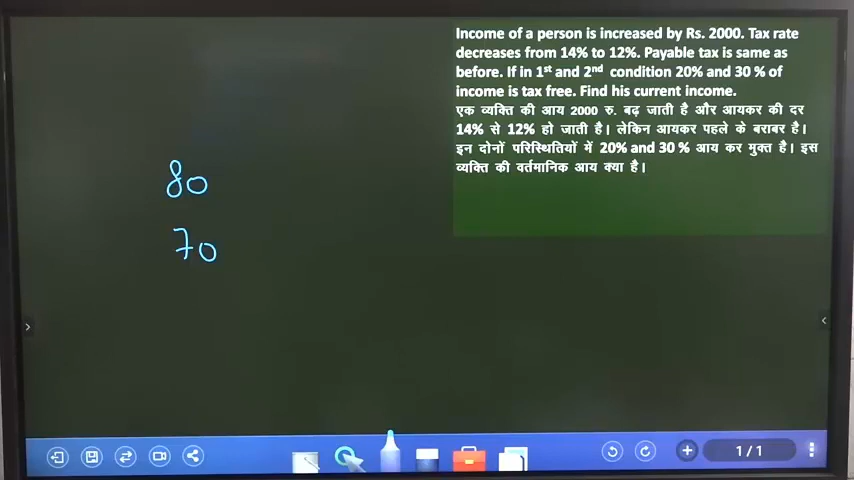 Income of a person is increased by Rs. 2000. Tax rate
decreases from 14% to 12%. Payable tax is same as
before. If in 1st and 2nd condition 20% and 30 % of
income is tax free. Find his current income.
एक व्यक्ति की आय 2000 रु. बढ़ जाती है और आयकर की दर
14% से 12% हो जाती है। लेकिन आयकर पहले के बराबर है।
इन दोनों परिस्थितियों में 20% and 30 % आय कर मुक्त है। इस
व्यक्ति की वर्तमानिक आय क्या है।
80
70
1/1